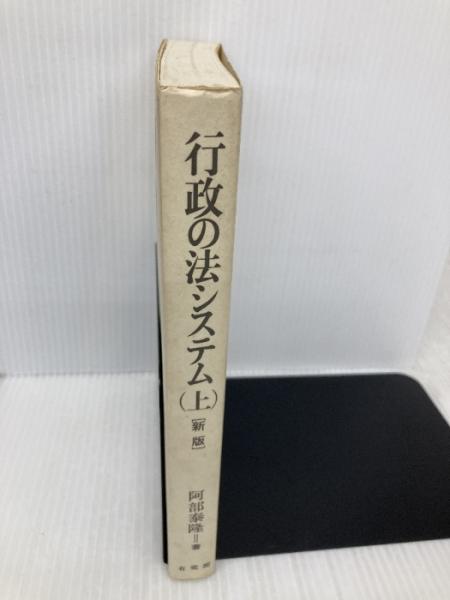 行政の法システム(上)
[新版]
阿部泰隆=著
有斐閣